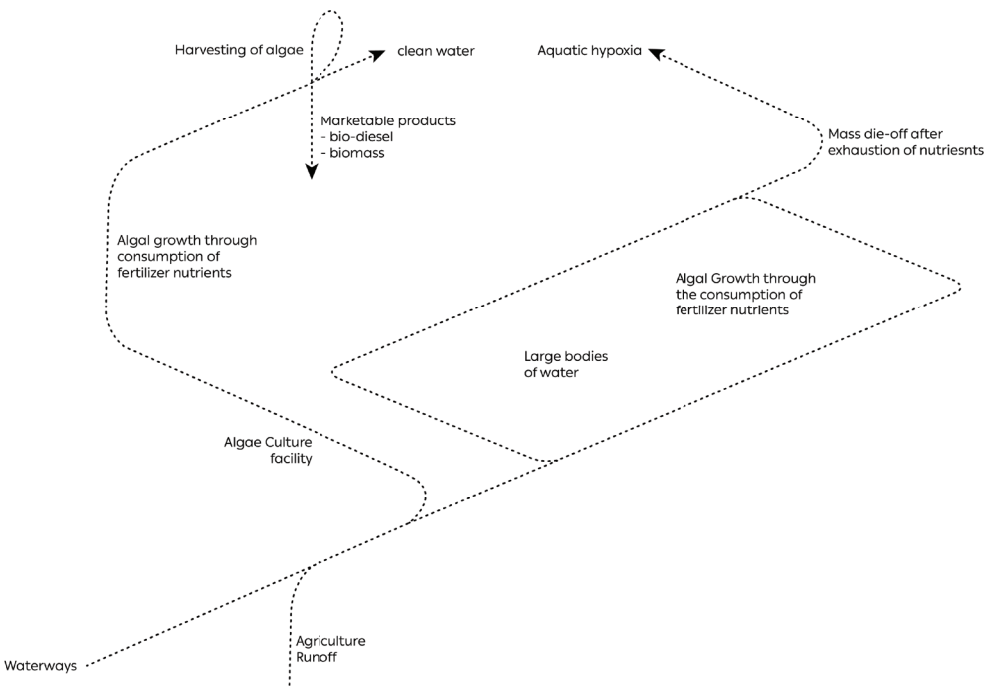 Harvesting of algae
clean water
Aquatic hypoxia
Marketable products
- bio-diesel
- biomass
Mass die-off after
exhaustion of nutriesnts
Algal growth through
consumption of
fertilizer nutrients
Algal Growth through
the consumption of
fertilizer nutrients
Large bodies
of water
Algae Culture
facility
Agriculture
Runoff
Waterways